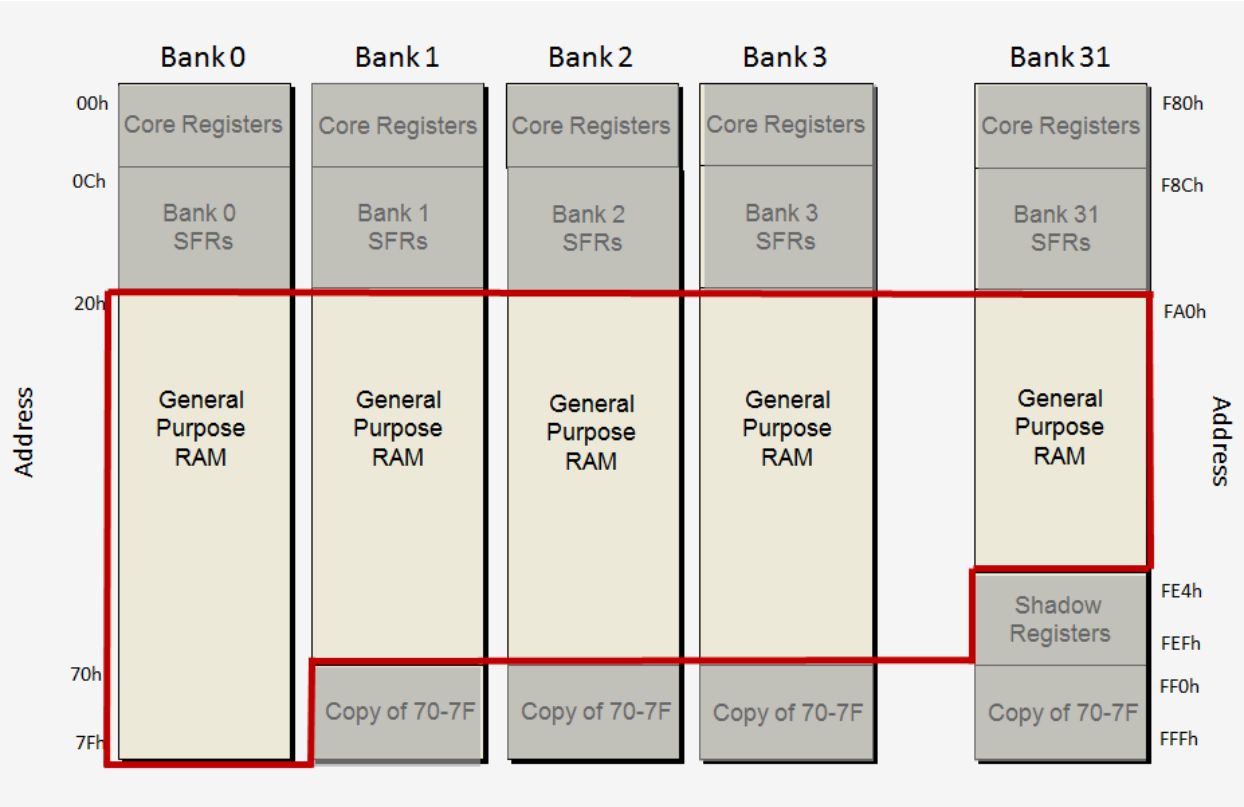 Bank 0
Bank 1
Bank 2
Bank 3
Bank 31
00h
Core Registers
Core Registers
Core Registers
Core Registers
Core Registers
F80h
0Ch
F8Ch
Bank 0
SFRs
Bank 1
SFRs
Bank 2
SFRs
Bank 3
SFRs
Bank 31
SFRs
20h
FA0h
Address
General
Purpose
RAM
General
Purpose
RAM
General
Purpose
RAM
General
Purpose
RAM
General
Purpose
RAM
Address
FE4h
Shadow
Registers
FEFh
70h
FF0h
Copy of 70-7F
Copy of 70-7F
Copy of 70-7F
Copy of 70-7F
7Fh
FFFh